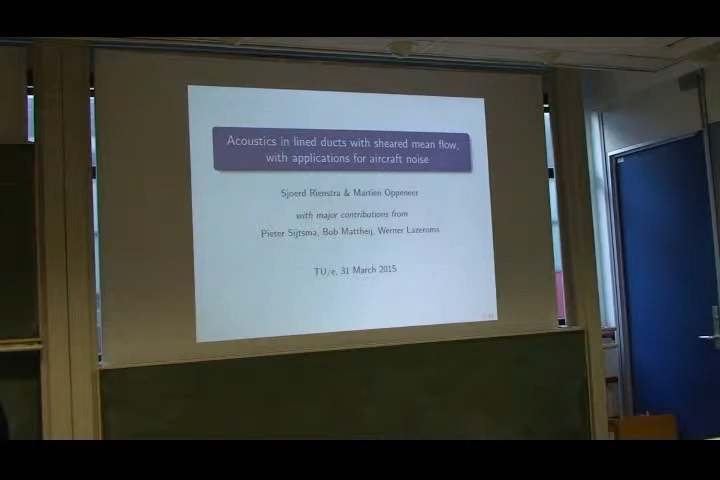 Acoustics in lined ducts with sheared mean flow,
with applications for aircraft noise
Sjoerd Rienstra & Martien Oppeneer
with major contributions from
Pieter Sijtsma, Bob Mattheij, Werner Lazeroms
TU/e, 31 March 2015